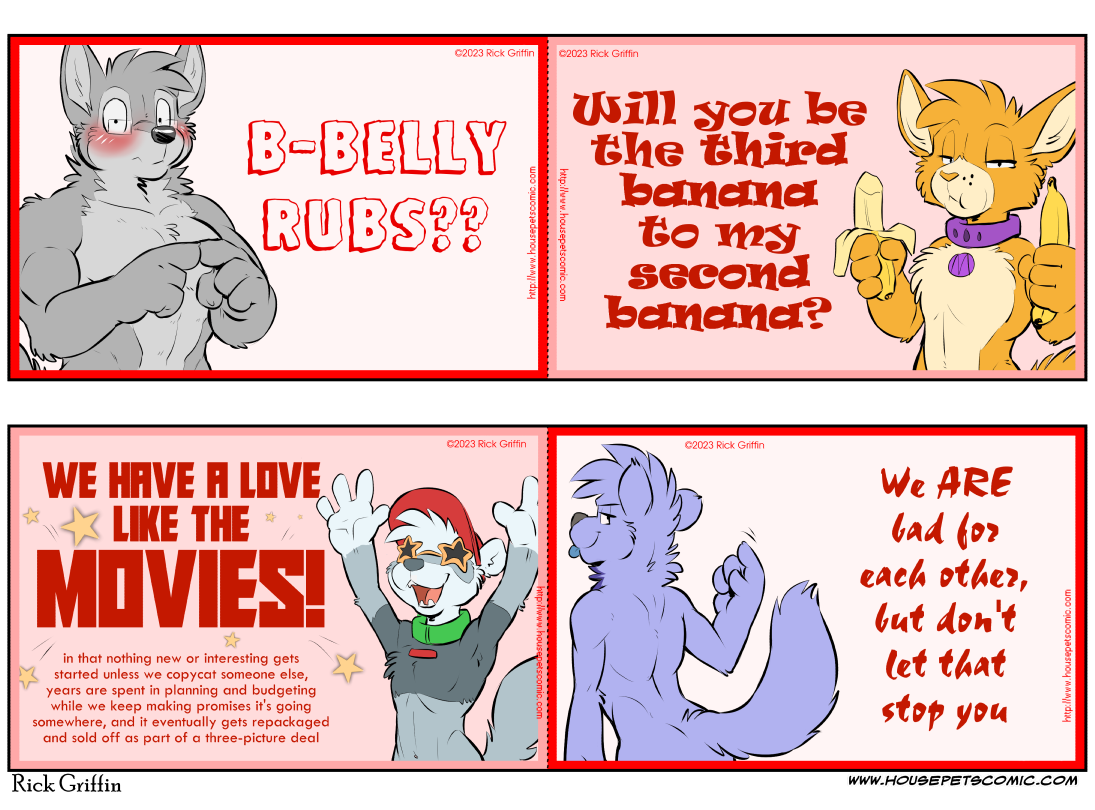 ©2023 Rick Griffin
B-BELLY
RUBS??
http://www.housepetscomic.com
©2023 Rick Griffin
http://www.housepetscomic.com
Will you be
the third
banana
to my
second
banana?
©2023 Rick Griffin
WE HAVE A LOVE
LIKE THE
MOVIES!
in that nothing new or interesting gets
started unless we copycat someone else,
years are spent in planning and budgeting
while we keep making promises it's going
somewhere, and it eventually gets repackaged
and sold off as part of a three-picture deal
http://www.housepetscomic.com
©2023 Rick Griffin
We ARE
bad for
each other,
but don't
let that
stop you
http://www.housepetscomic.com
Rick Griffin
WWW.HOUSEPETSCOMIC.COM